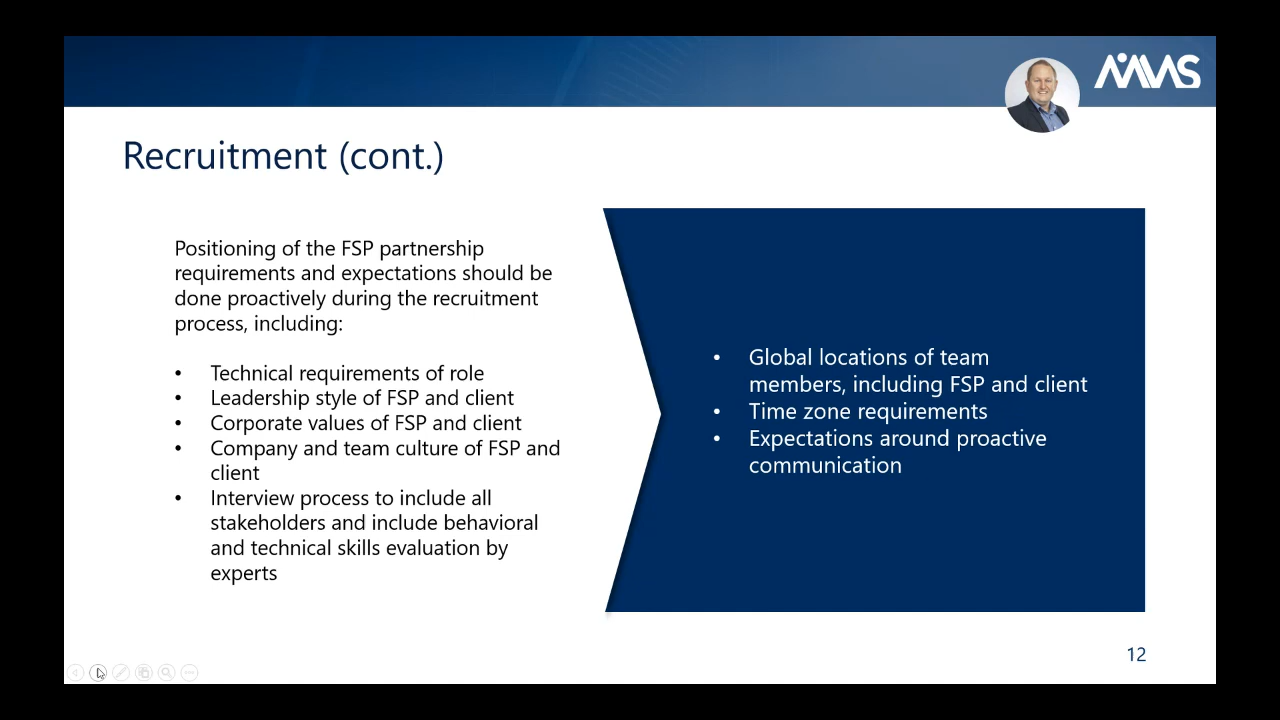 MMS
Recruitment (cont.)
Positioning of the FSP partnership
requirements and expectations should be
done proactively during the recruitment
process, including:
• Technical requirements of role
• Leadership style of FSP and client
• Corporate values of FSP and client
• Company and team culture of FSP and
client
• Interview process to include all
stakeholders and include behavioral
and technical skills evaluation by
experts
• Global locations of team
members, including FSP and client
• Time zone requirements
• Expectations around proactive
communication
12